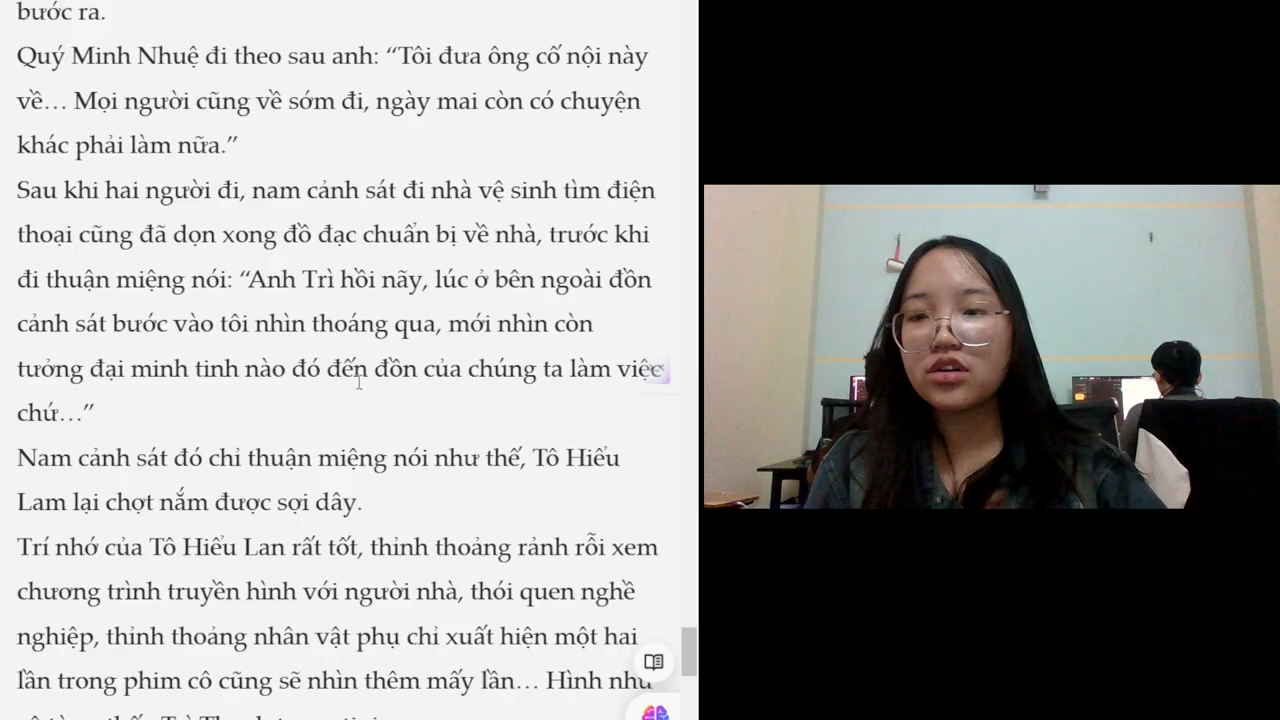 bước ra.
Quý Minh Nhuệ đi theo sau anh: “Tôi đưa ông cố nội này
về… Mọi người cũng về sớm đi, ngày mai còn có chuyện
khác phải làm nữa.”
Sau khi hai người đi, nam cảnh sát đi nhà vệ sinh tìm điện
thoại cũng đã dọn xong đồ đạc chuẩn bị về nhà, trước khi
đi thuận miệng nói: “Anh Trì hồi nãy, lúc ở bên ngoài đồn
cảnh sát bước vào tôi nhìn thoáng qua, mới nhìn còn
tưởng đại minh tinh nào đó đến đồn của chúng ta làm việc
chứ…”
Nam cảnh sát đó chỉ thuận miệng nói như thế, Tô Hiểu
Lam lại chợt nắm được sợi dây.
Trí nhớ của Tô Hiểu Lan rất tốt, thỉnh thoảng rảnh rỗi xem
chương trình truyền hình với người nhà, thói quen nghề
nghiệp, thỉnh thoảng nhân vật phụ chỉ xuất hiện một hai
lần trong phim cô cũng sẽ nhìn thêm mấy lần… Hình như